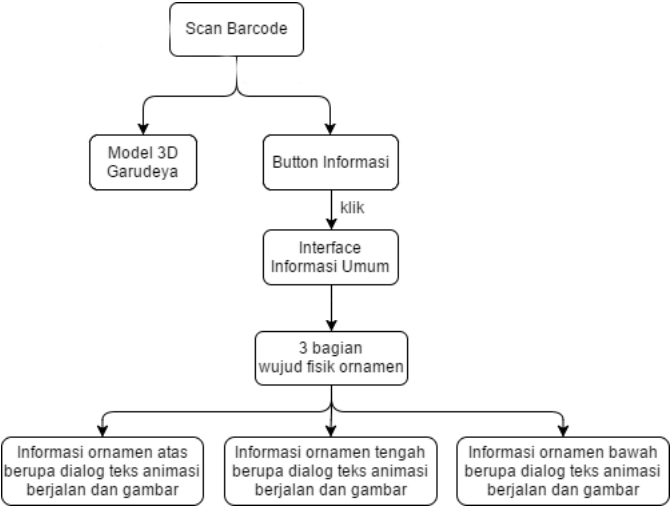 Scan Barcode
Model 3D
Garudeya
Button Informasi
klik
Interface
Informasi Umum
3 bagian
wujud fisik ornamen
Informasi ornamen atas
berupa dialog teks animasi
berjalan dan gambar
Informasi ornamen tengah
berupa dialog teks animasi
berjalan dan gambar
Informasi ornamen bawah
berupa dialog teks animasi
berjalan dan gambar